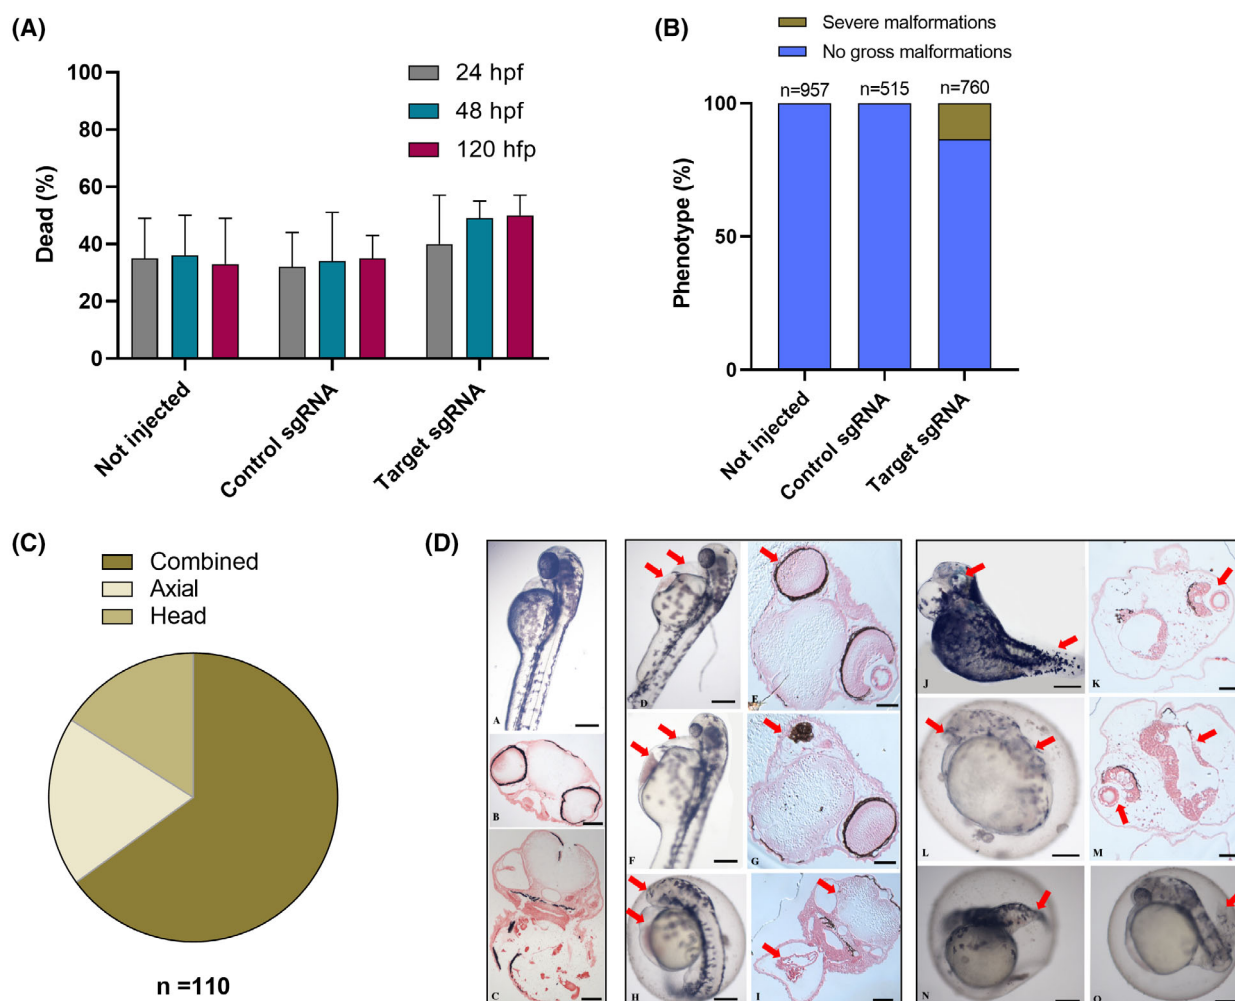 (A)
100
80
60
40
20
0
Dead (%)
24 hpf
48 hpf
120 hfp
Not injected
Control sgRNA
Target sgRNA
(B)
Severe malformations
No gross malformations
n=957
n=515
n=760
100
50
0
Phenotype (%)
Not injected
Control sgRNA
Target sgRNA
(C)
Combined
Axial
Head
n =110
(D)
A
B
C
D
E
F
G
H
I
J
K
L
M
N
O